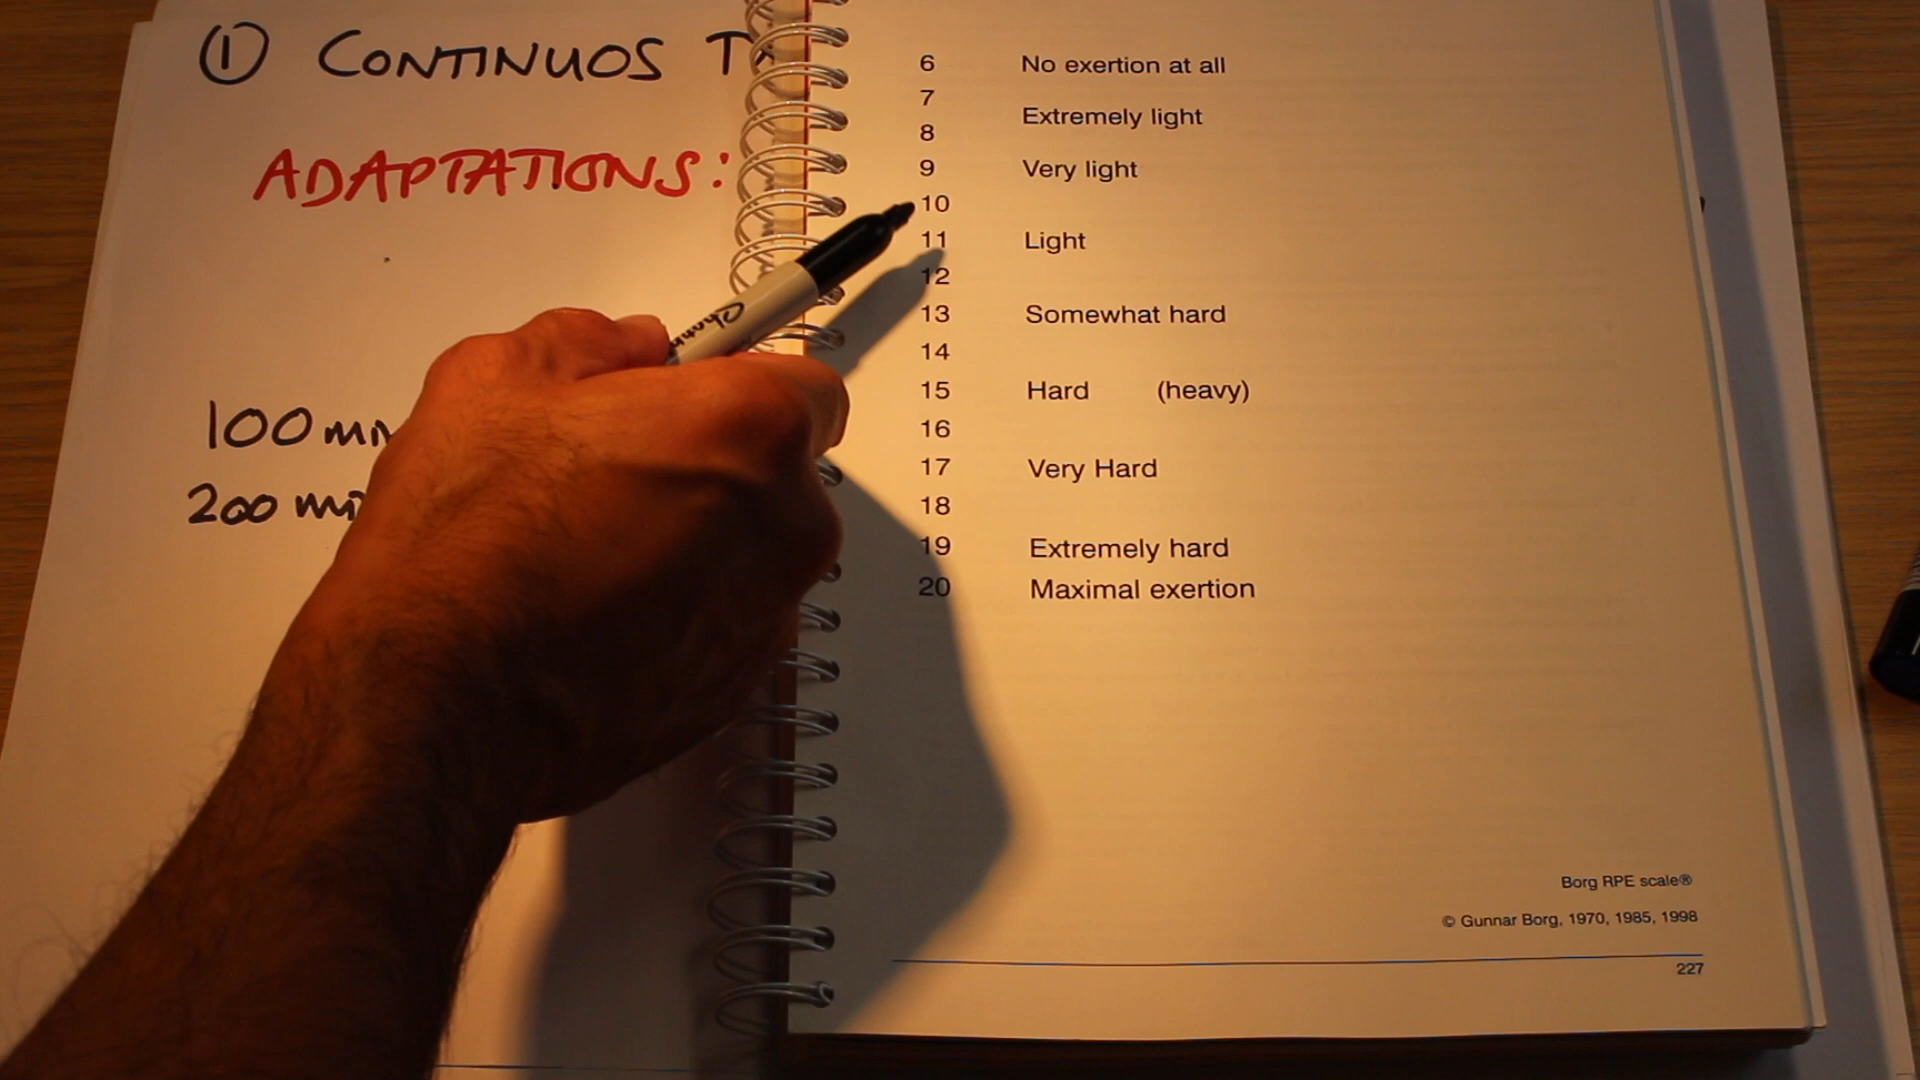 ① CONTINUOS
ADAPTATIONS:
100
200
6 No exertion at all
7
Extremely light
8
9 Very light
10
11 Light
12
13 Somewhat hard
14
15 Hard (heavy)
16
17 Very Hard
18
19 Extremely hard
20 Maximal exertion
Borg RPE scale®
© Gunnar Borg, 1970, 1985, 1998
227